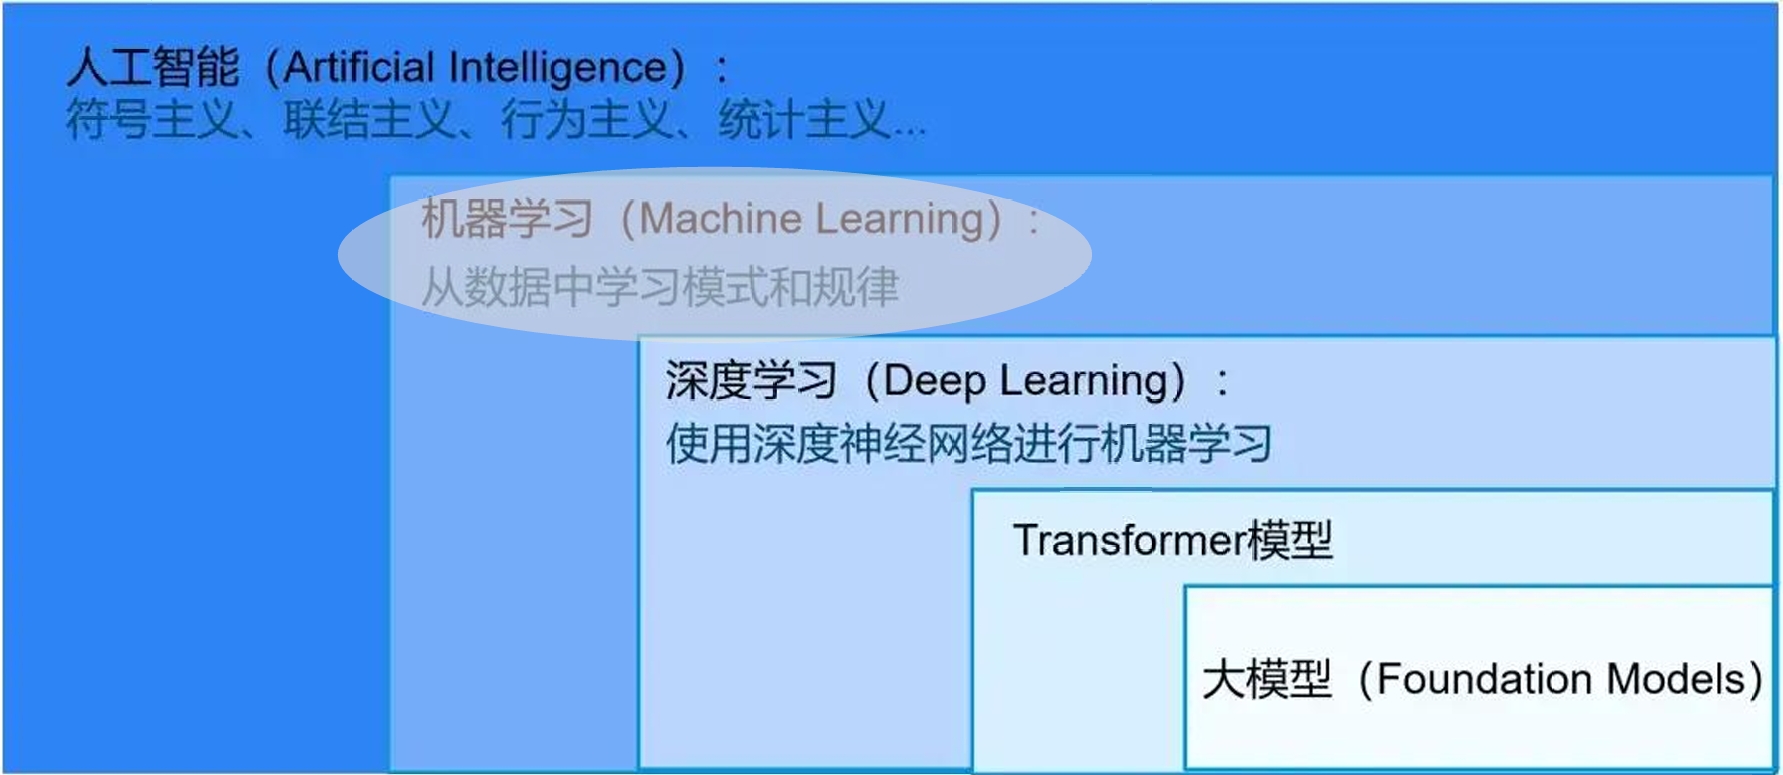 人工智能（Artificial Intelligence）：
符号主义、联结主义、行为主义、统计主义...
机器学习（Machine Learning）：
从数据中学习模式和规律
深度学习（Deep Learning）：
使用深度神经网络进行机器学习
Transformer模型
大模型（Foundation Models）